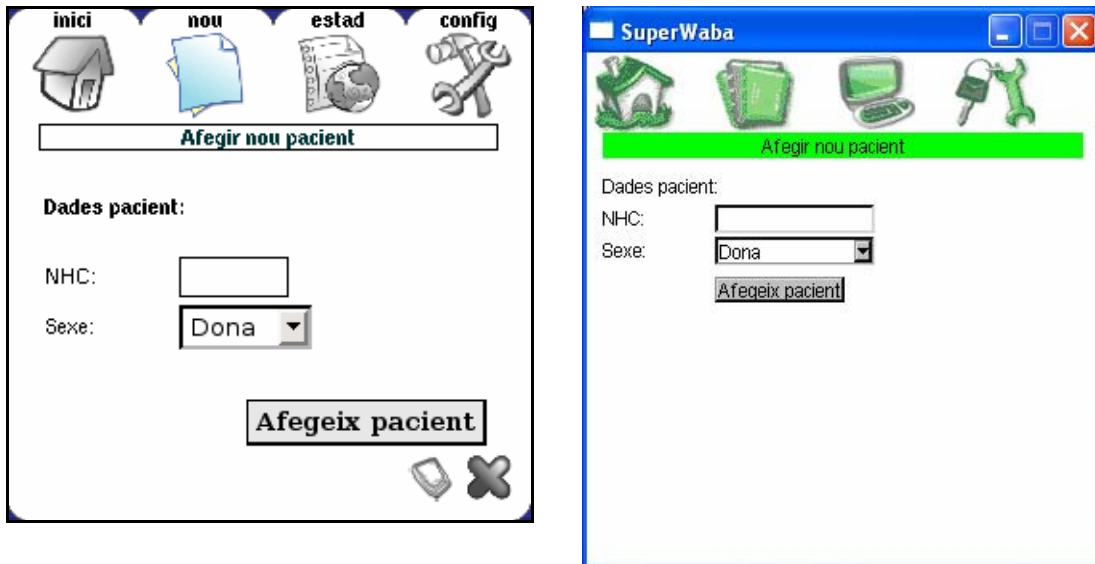 inici nou estad config
Afegir nou pacient
Dades pacient:
NHC:
Sexe: Dona
Afegeix pacient
SuperWaba
Afegir nou pacient
Dades pacient:
NHC:
Sexe: Dona
Afegeix pacient